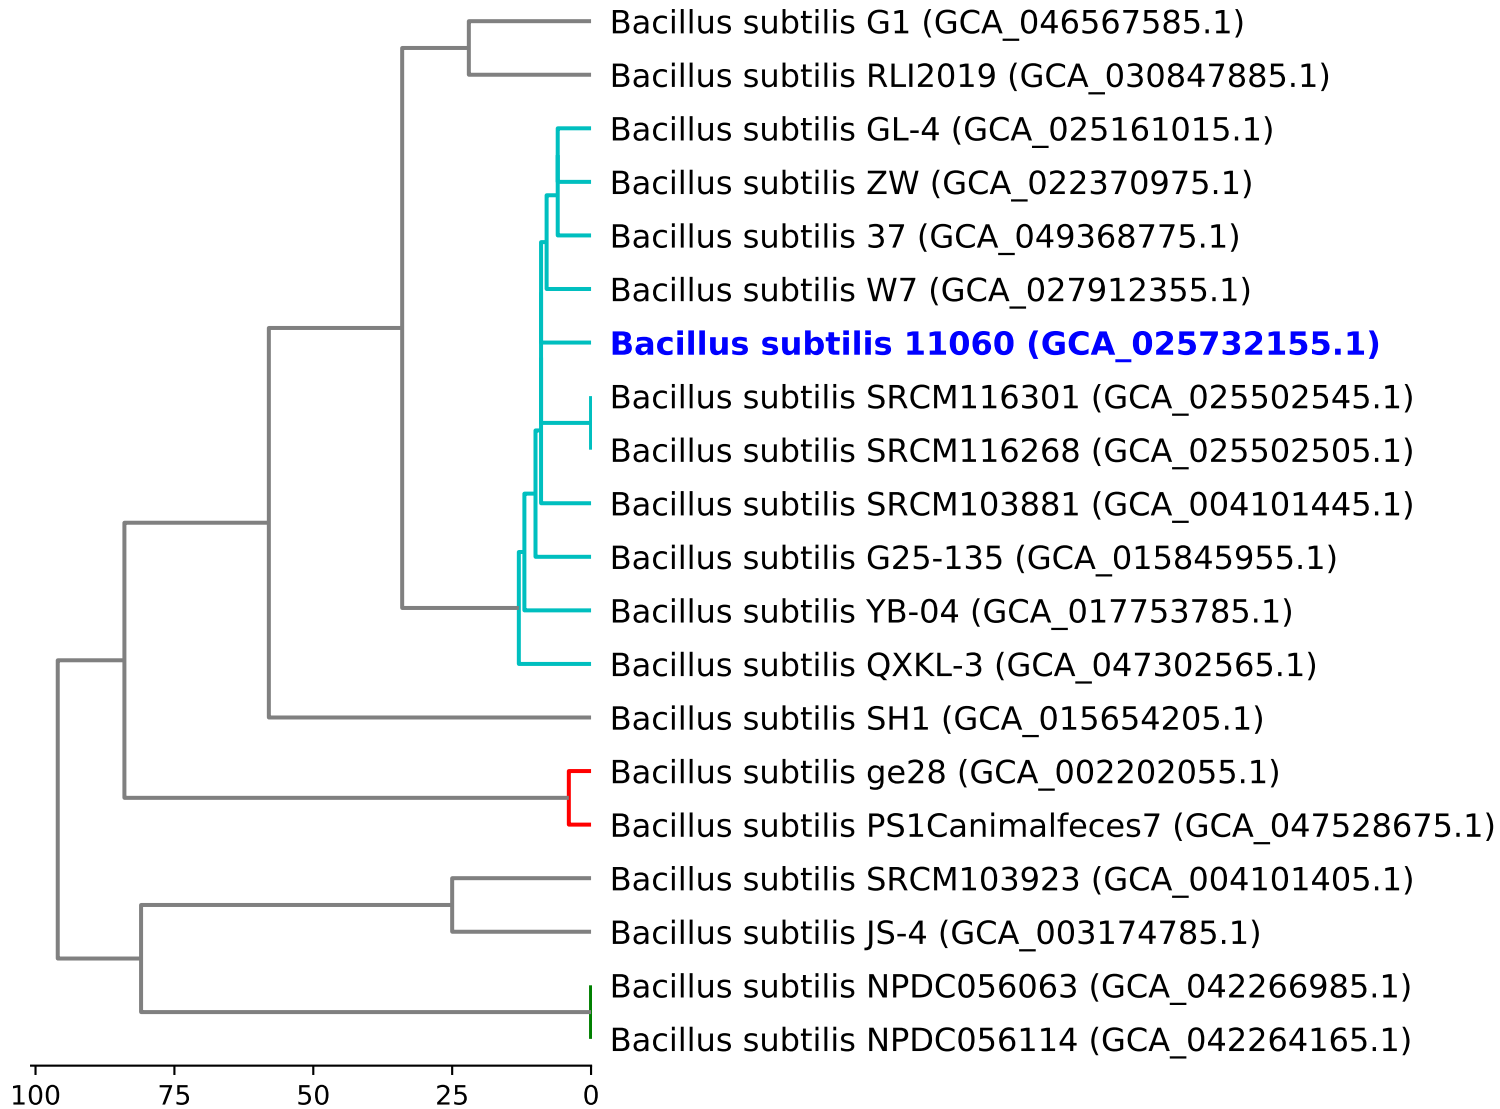 Bacillus subtilis G1 (GCA_046567585.1)
Bacillus subtilis RLI2019 (GCA_030847885.1)
Bacillus subtilis GL-4 (GCA_025161015.1)
Bacillus subtilis ZW (GCA_022370975.1)
Bacillus subtilis 37 (GCA_049368775.1)
Bacillus subtilis W7 (GCA_027912355.1)
Bacillus subtilis 11060 (GCA_025732155.1)
Bacillus subtilis SRCM116301 (GCA_025502545.1)
Bacillus subtilis SRCM116268 (GCA_025502505.1)
Bacillus subtilis SRCM103881 (GCA_004101445.1)
Bacillus subtilis G25-135 (GCA_015845955.1)
Bacillus subtilis YB-04 (GCA_017753785.1)
Bacillus subtilis QXKL-3 (GCA_047302565.1)
Bacillus subtilis SH1 (GCA_015654205.1)
Bacillus subtilis ge28 (GCA_002202055.1)
Bacillus subtilis PS1Canimalfeces7 (GCA_047528675.1)
Bacillus subtilis SRCM103923 (GCA_004101405.1)
Bacillus subtilis JS-4 (GCA_003174785.1)
Bacillus subtilis NPDC056063 (GCA_042266985.1)
Bacillus subtilis NPDC056114 (GCA_042264165.1)
100 75 50 25 0